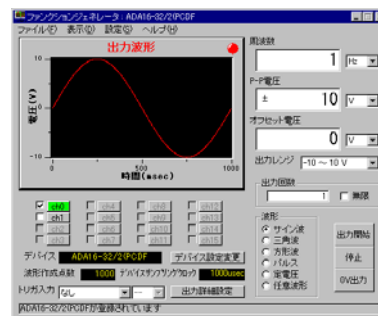 ファンクションジェネレータ : ADA16-32/2(PCI)F
ファイル(F) 表示(D) 設定(S) ヘルプ(H)
出力波形
電圧(V)
10
0
-10
0
500
1000
時間(msec)
周波数
1 Hz
P-P電圧
± 10 V
オフセット電圧
0 V
出力レンジ -10 ~ 10 V
出力回数
1 無限
ch0 ch4 ch8 ch12
ch1 ch5 ch9 ch13
ch2 ch6 ch10 ch14
ch3 ch7 ch11 ch15
波形
サイン波
三角波
方形波
パルス
定電圧
任意波形
出力開始
停止
0V出力
デバイス ADA16-32/2(PCI)F デバイス設定変更
波形作成点数 1000 デバイスサンプリングクロック 1000usec
トリガ入力 なし -- 出力詳細設定
ADA16-32/2(PCI)Fが登録されています